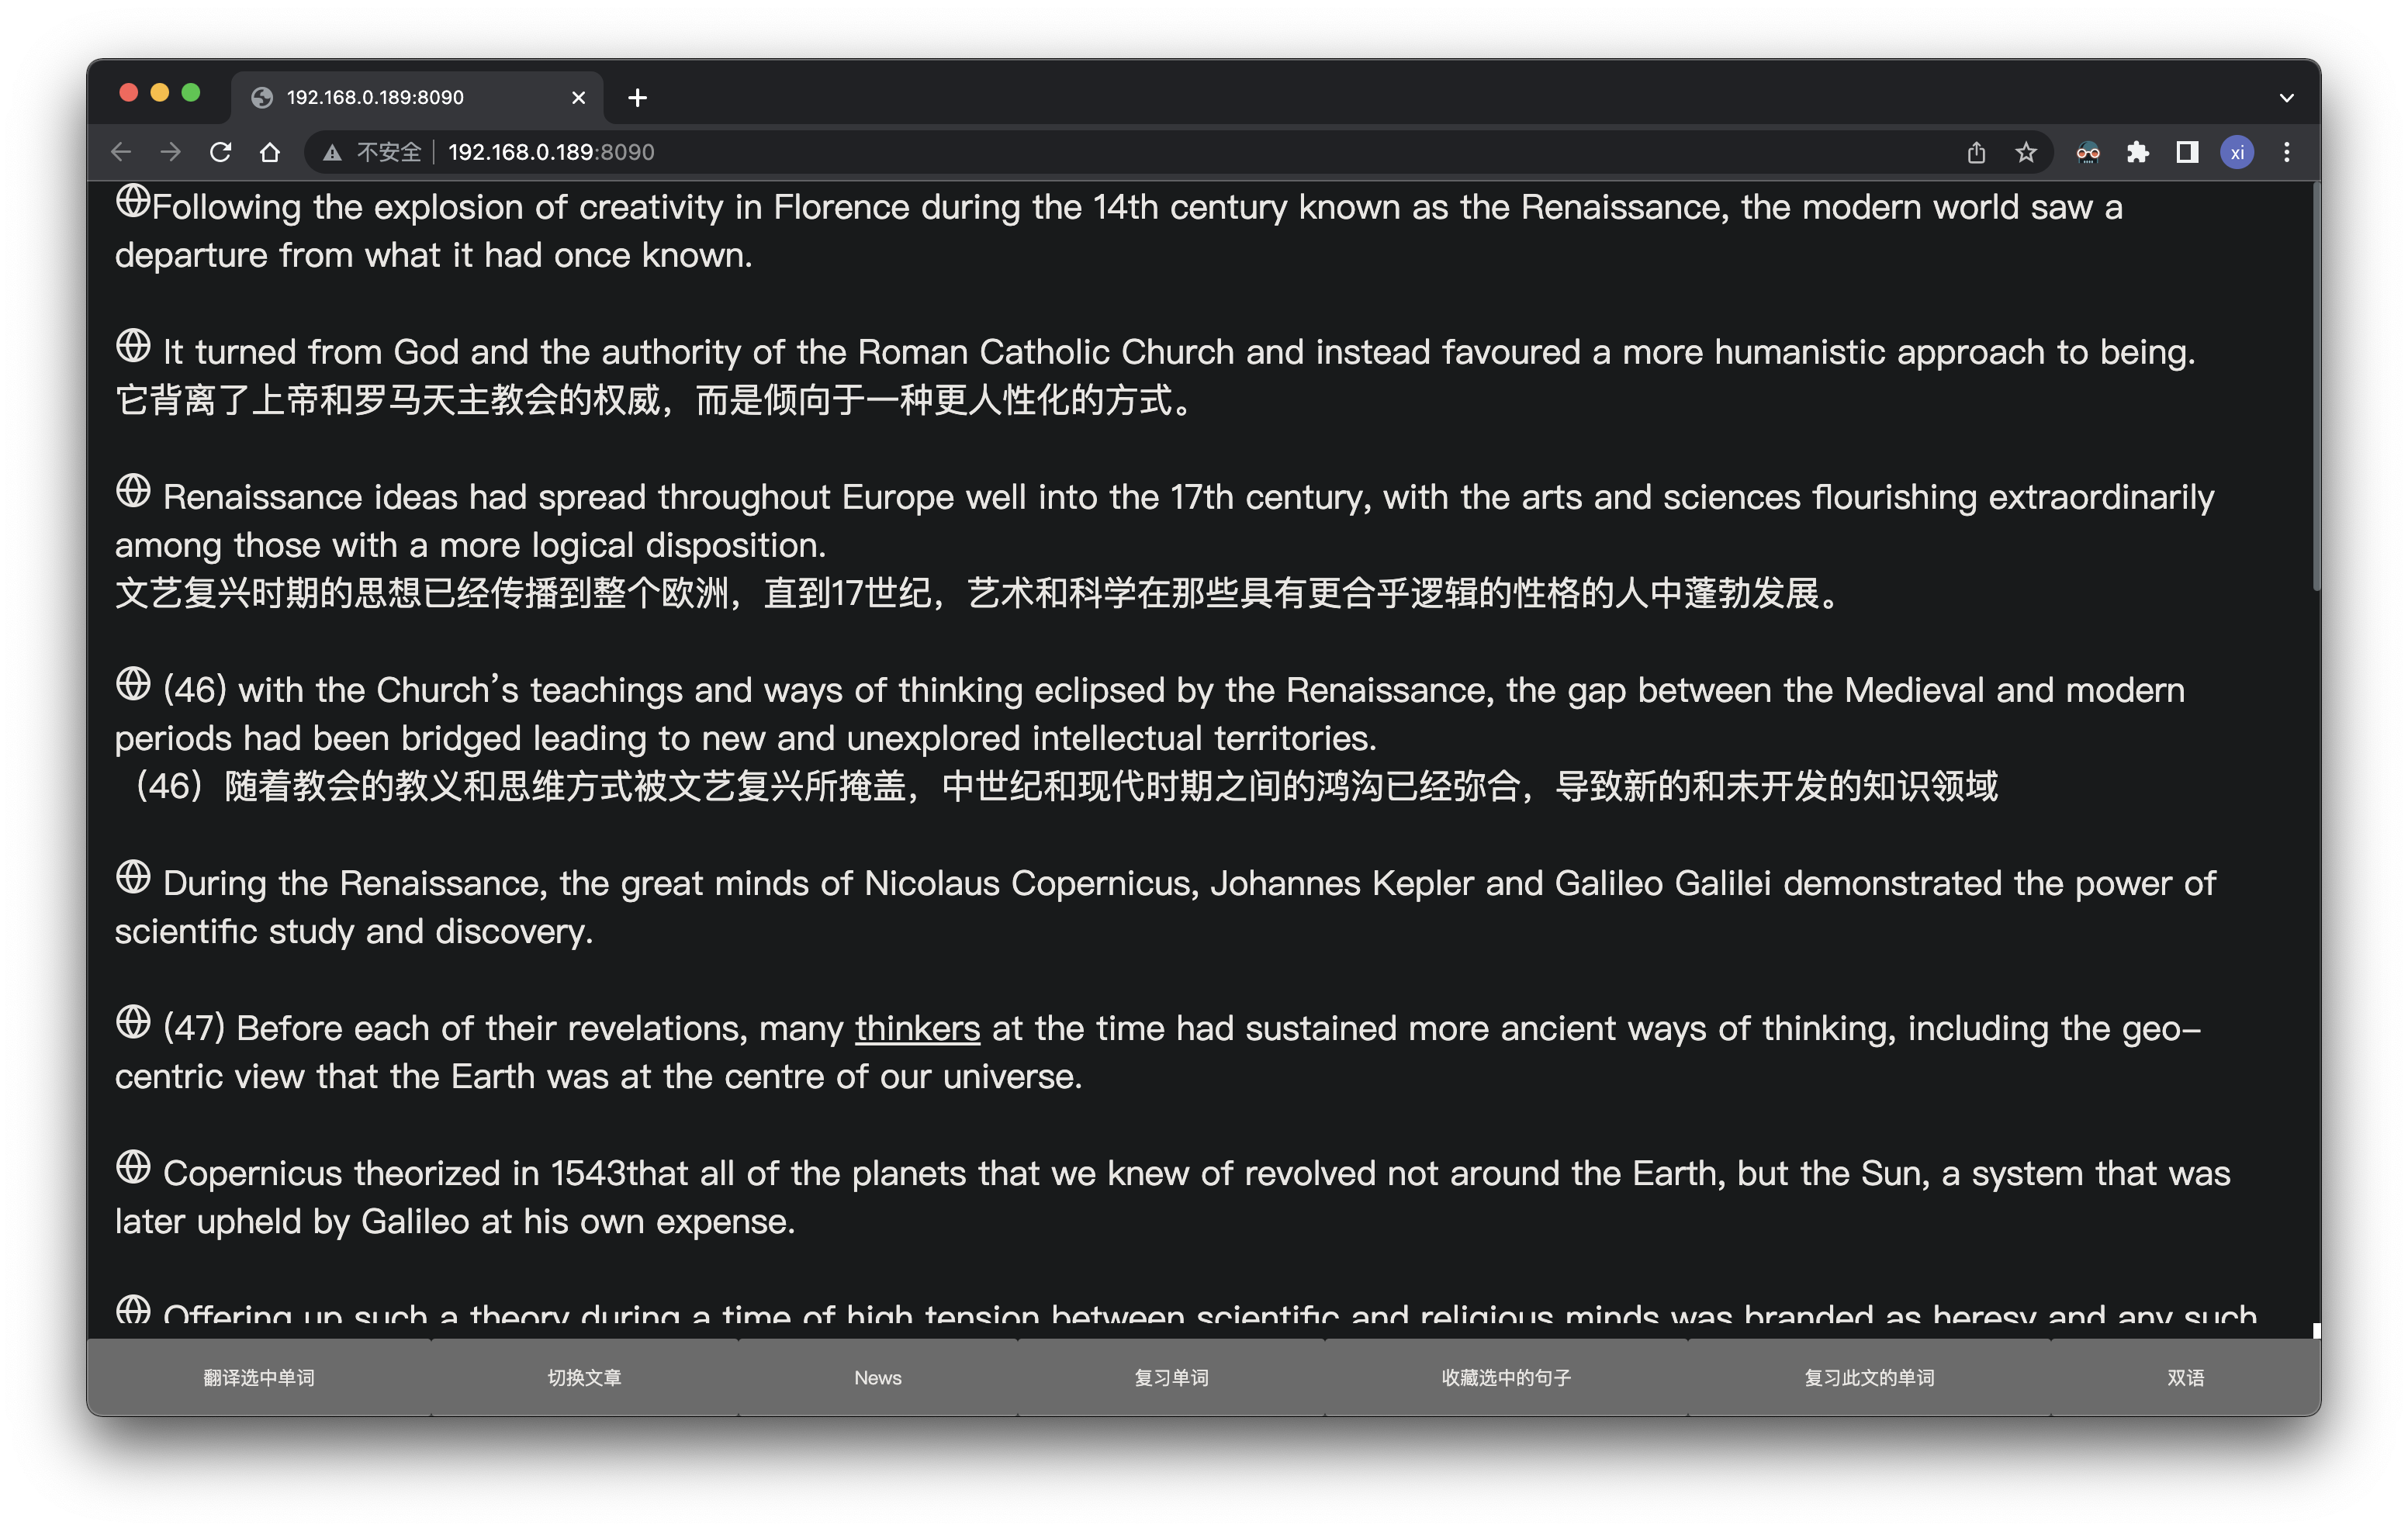 192.168.0.189:8090
不安全 192.168.0.189:8090
xi
Following the explosion of creativity in Florence during the 14th century known as the Renaissance, the modern world saw a
departure from what it had once known.
It turned from God and the authority of the Roman Catholic Church and instead favoured a more humanistic approach to being.
它背离了上帝和罗马天主教会的权威，而是倾向于一种更人性化的方式。
Renaissance ideas had spread throughout Europe well into the 17th century, with the arts and sciences flourishing extraordinarily
among those with a more logical disposition.
文艺复兴时期的思想已经传播到整个欧洲，直到17世纪，艺术和科学在那些具有更合乎逻辑的性格的人中蓬勃发展。
(46) with the Church’s teachings and ways of thinking eclipsed by the Renaissance, the gap between the Medieval and modern
periods had been bridged leading to new and unexplored intellectual territories.
（46）随着教会的教义和思维方式被文艺复兴所掩盖，中世纪和现代时期之间的鸿沟已经弥合，导致新的和未开发的知识领域
During the Renaissance, the great minds of Nicolaus Copernicus, Johannes Kepler and Galileo Galilei demonstrated the power of
scientific study and discovery.
(47) Before each of their revelations, many thinkers at the time had sustained more ancient ways of thinking, including the geo–
centric view that the Earth was at the centre of our universe.
Copernicus theorized in 1543that all of the planets that we knew of revolved not around the Earth, but the Sun, a system that was
later upheld by Galileo at his own expense.
Offering up such a theory during a time of high tension between scientific and religious minds was branded as heresy and any such
翻译选中单词 切换文章 News 复习单词 收藏选中的句子 复习此文的单词 双语